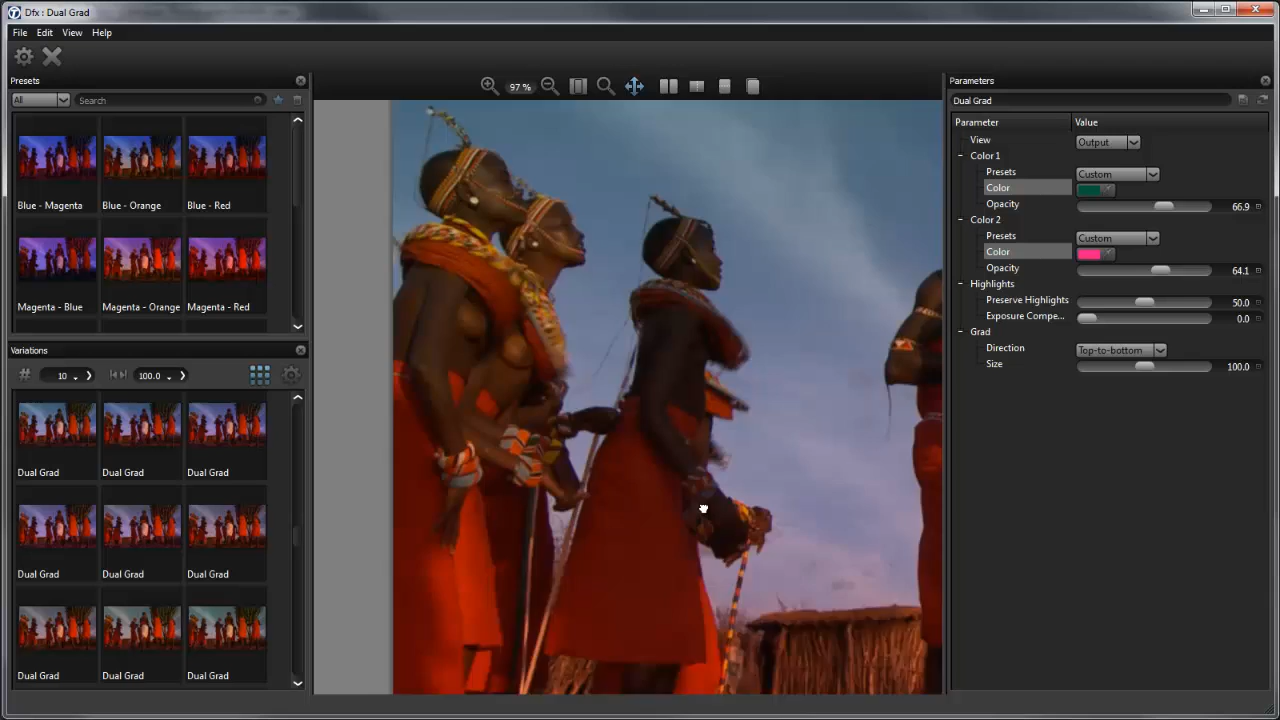 Dfx : Dual Grad
File Edit View Help
Presets
All Search
Blue - Magenta Blue - Orange Blue - Red
Magenta - Blue Magenta - Orange Magenta - Red
Variations
# 10 100.0
Dual Grad Dual Grad Dual Grad
Dual Grad Dual Grad Dual Grad
Dual Grad Dual Grad Dual Grad
97 %
Parameters
Dual Grad
Parameter Value
View Output
Color 1
Presets Custom
Color
Opacity 66.9
Color 2
Presets Custom
Color
Opacity 64.1
Highlights
Preserve Highlights 50.0
Exposure Compe... 0.0
Grad
Direction Top-to-bottom
Size 100.0